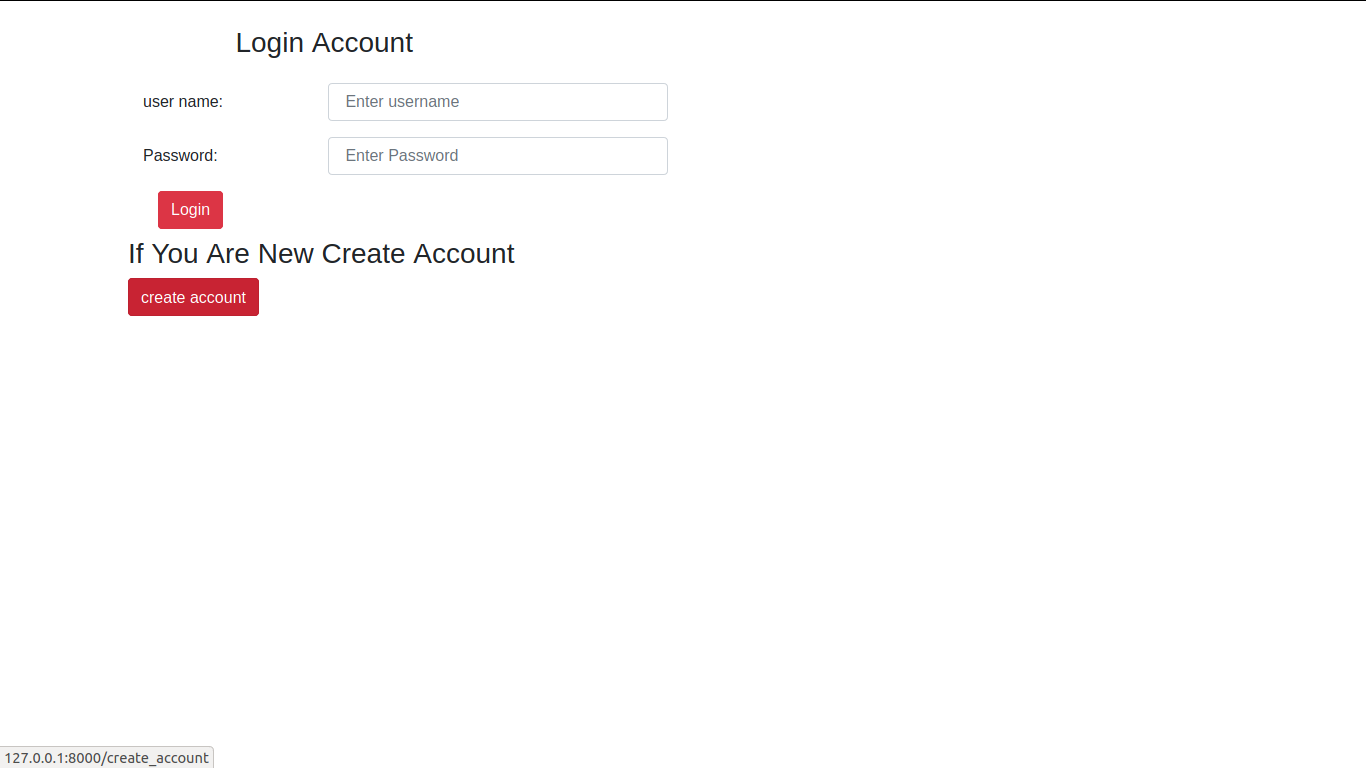 Login Account
user name: Enter username
Password: Enter Password
Login
If You Are New Create Account
create account
127.0.0.1:8000/create_account